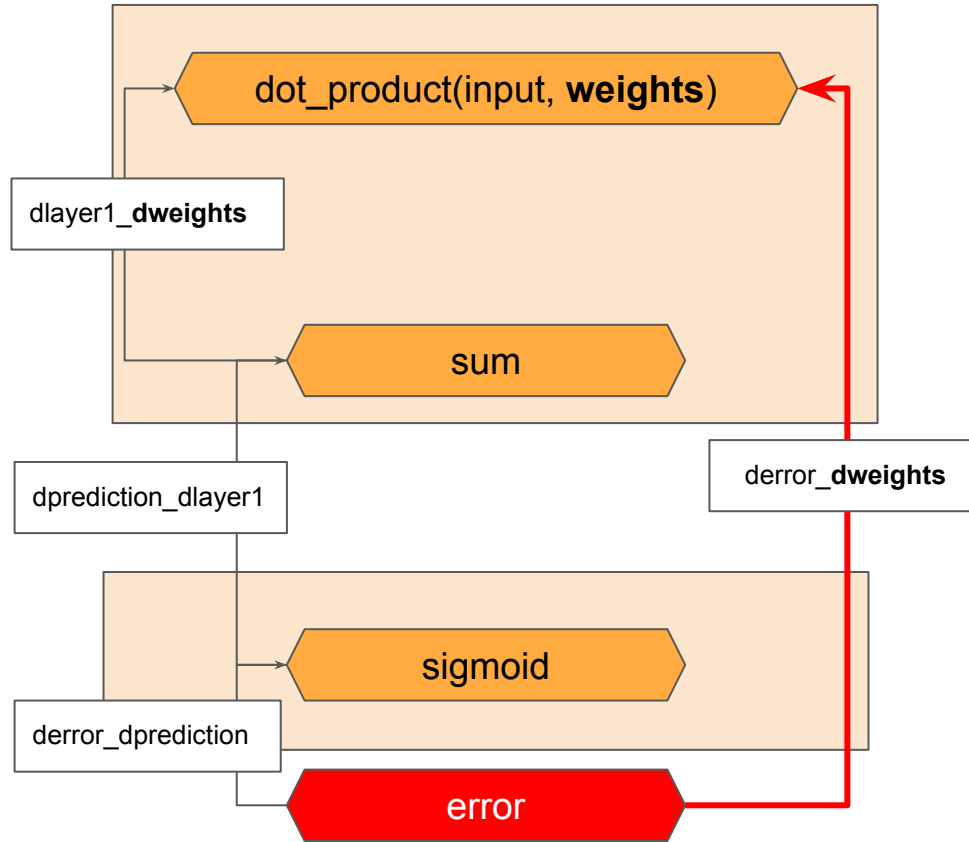 dot_product(input, weights)
dlayer1_dweights
sum
derror_dweights
dprediction_dlayer1
sigmoid
derror_dprediction
error